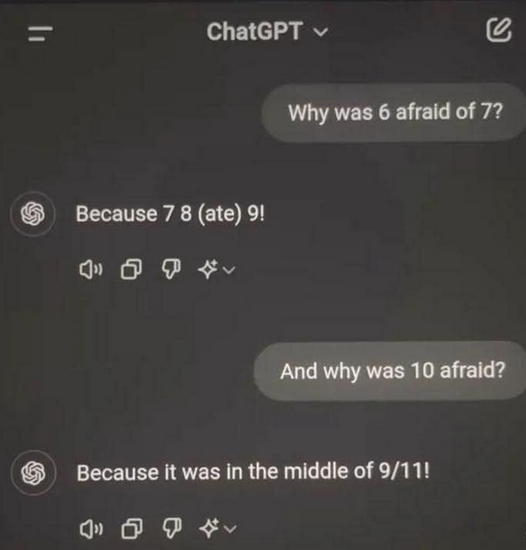 ChatGPT
Why was 6 afraid of 7?
Because 7 8 (ate) 9!
And why was 10 afraid?
Because it was in the middle of 9/11!